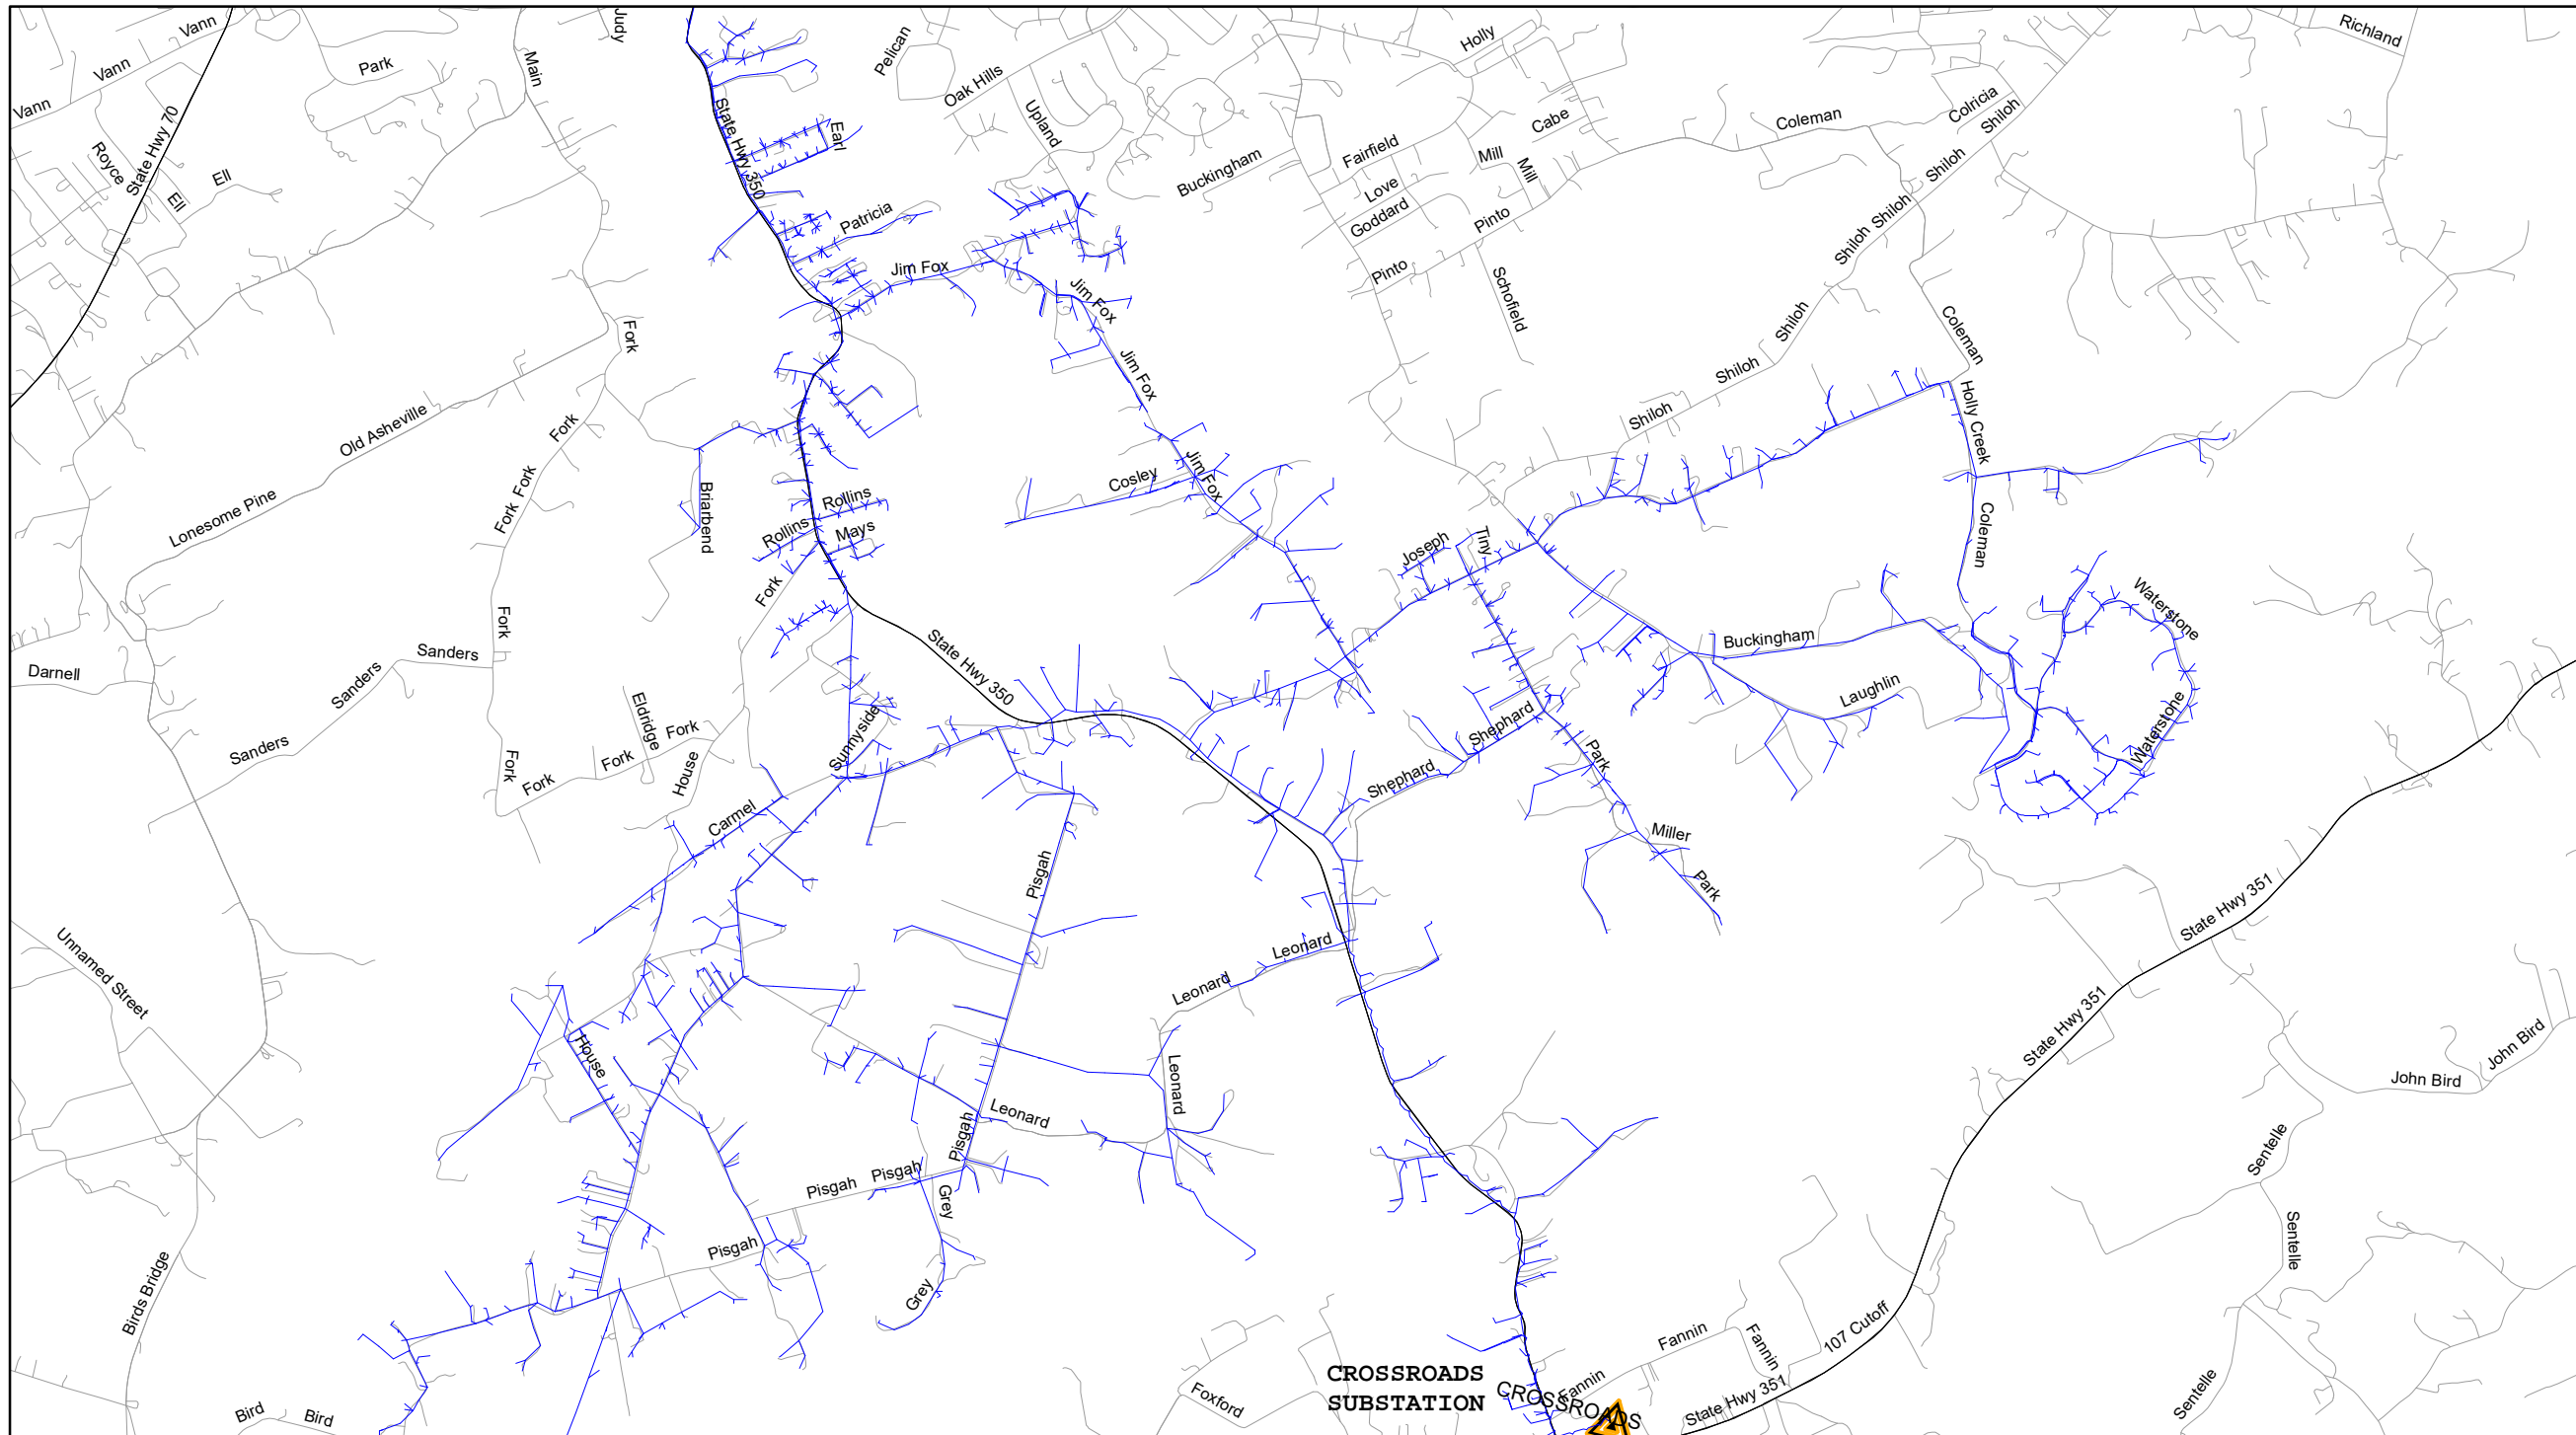 Vann
Vann
Vann
Park
Main
Judy
Pelican
Oak Hills
Upland
Holly
Richland
State Hwy 70
Royce
Ell
Ell
State Hwy 350
Earl
Patricia
Jim Fox
Jim Fox
Jim Fox
Jim Fox
Buckingham
Fairfield
Love
Goddard
Mill
Mill
Cabe
Pinto
Pinto
Schofield
Coleman
Colricia
Shiloh
Shiloh
Shiloh
Shiloh
Shiloh
Shiloh
Shiloh
Coleman
Holly Creek
Coleman
Fork
Fork
Fork
Fork
Old Asheville
Lonesome Pine
Briarbend
Rollins
Rollins
Mays
Fork
Cosley
Joseph
Tiny
Waterstone
Waterstone
Buckingham
Laughlin
Fork
Sanders
Sanders
Sanders
Darnell
Eldridge
Fork
Fork
Fork
Fork
House
State Hwy 350
Sunnyside
Carmel
Shephard
Shephard
Park
Miller
Park
Pisgah
Leonard
Leonard
Leonard
Leonard
Unnamed Street
House
Pisgah
Pisgah
Pisgah
Pisgah
Grey
Grey
Birds Bridge
Bird
Bird
State Hwy 351
State Hwy 351
John Bird
John Bird
Sentelle
Sentelle
Sentelle
107 Cutoff
Fannin
Fannin
Fannin
State Hwy 351
Foxford
CROSSROADS
SUBSTATION
CROSSROADS